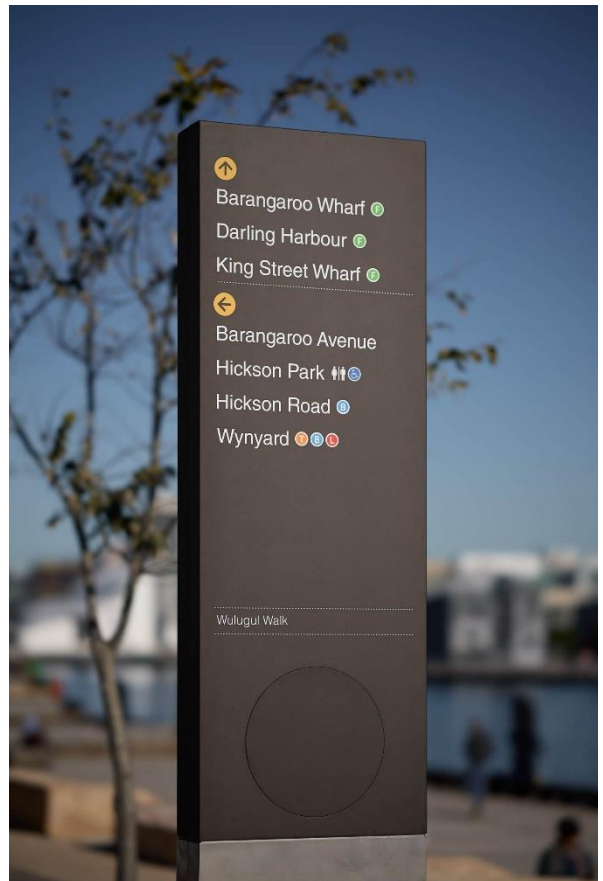 ↑
Barangaroo Wharf F
Darling Harbour F
King Street Wharf F
←
Barangaroo Avenue
Hickson Park
Hickson Road B
Wynyard T B L
Wulugul Walk